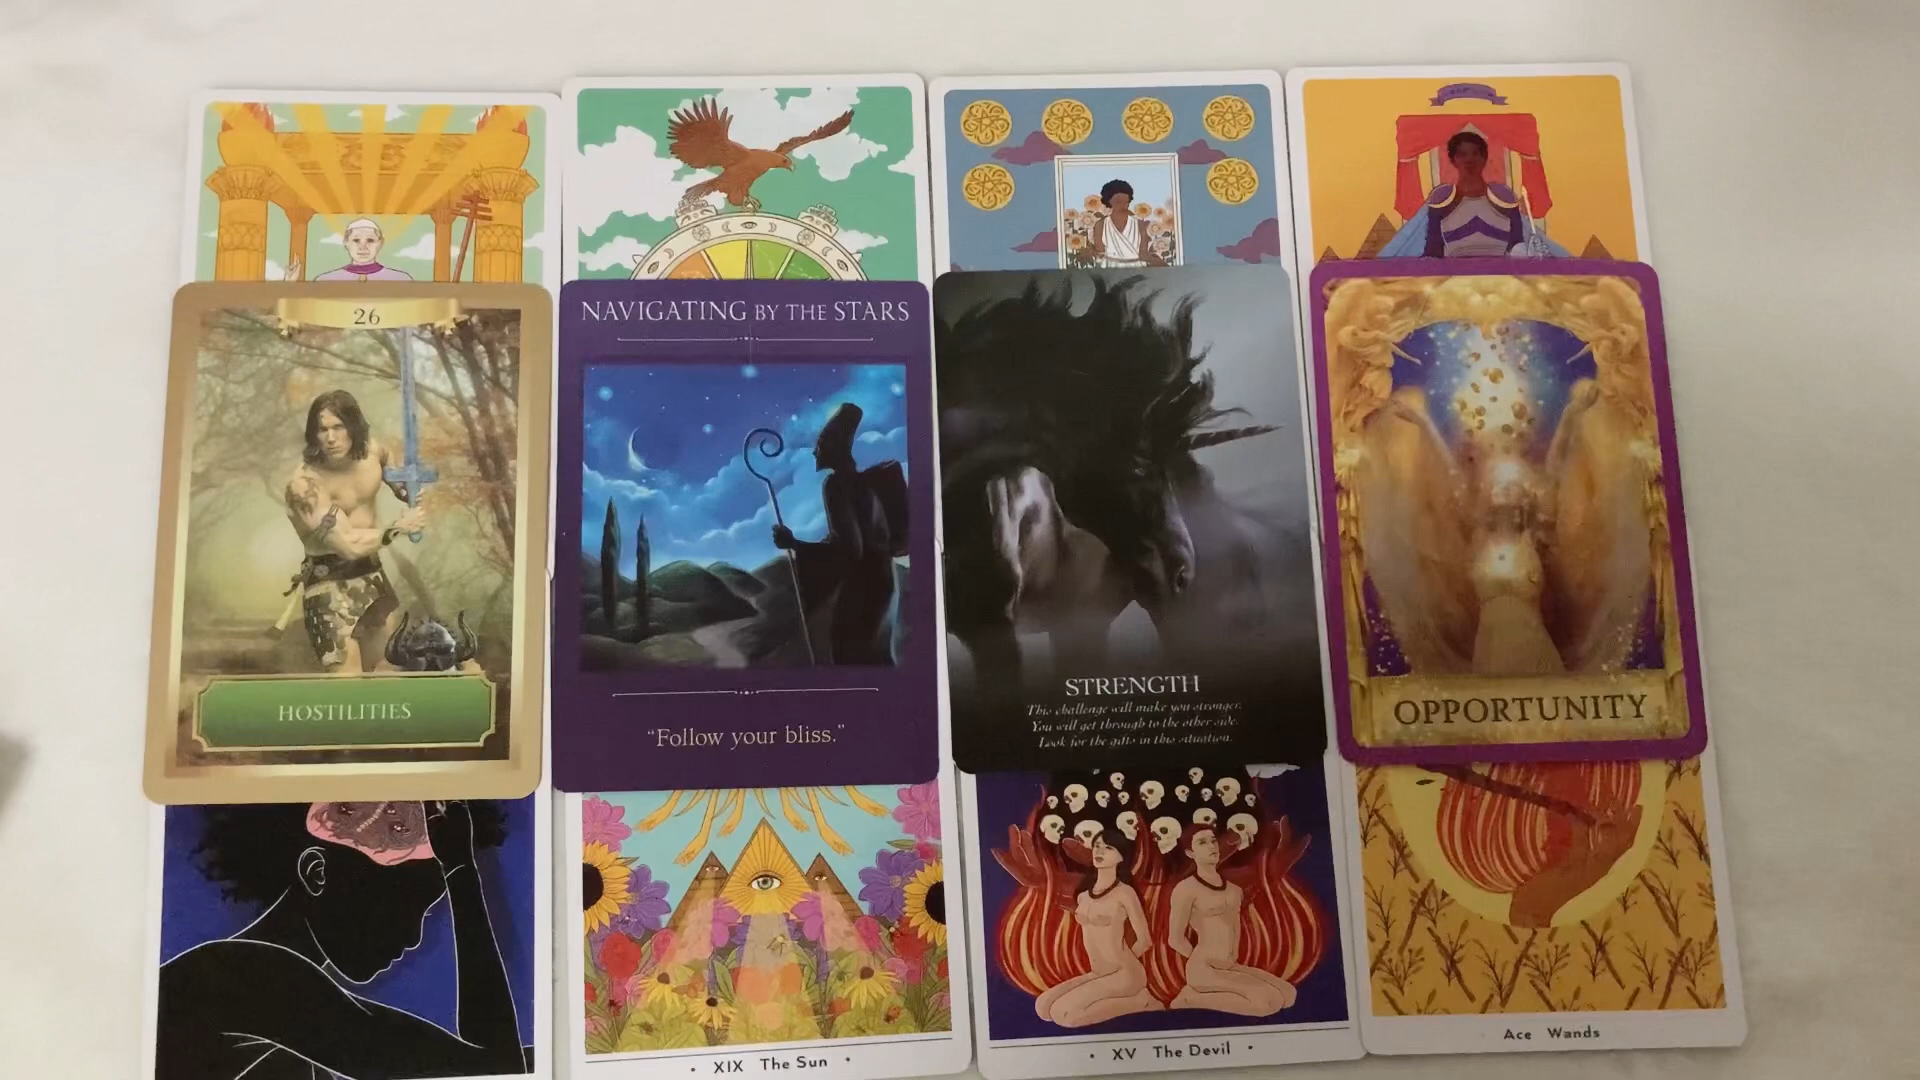 26
HOSTILITIES
NAVIGATING BY THE STARS
"Follow your bliss."
STRENGTH
This challenge will make you stronger.
You will get through to the other side.
Look for the gifts in this situation.
OPPORTUNITY
• XIX The Sun •
• XV The Devil •
Ace Wands